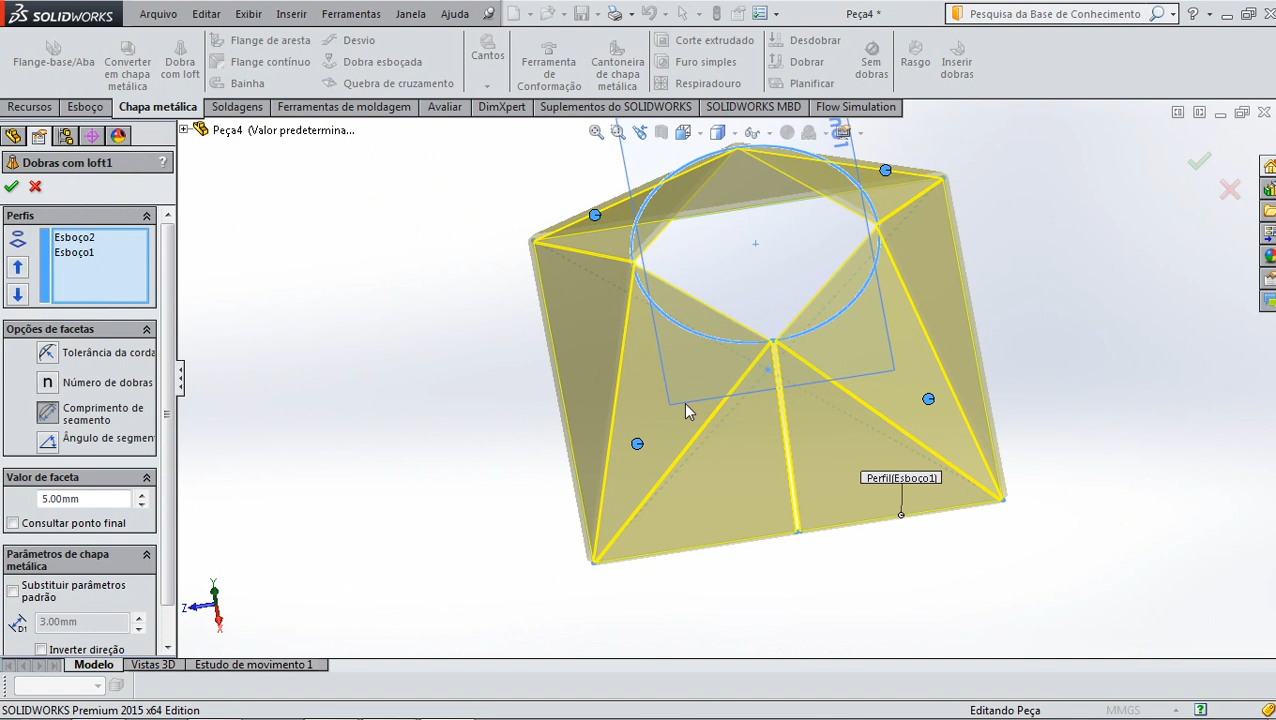 SOLIDWORKS
Arquivo Editar Exibir Inserir Ferramentas Janela Ajuda
Peça4 *
Pesquisa da Base de Conhecimento
Flange-base/Aba
Converter em chapa metálica
Dobra com loft
Flange de aresta
Flange contínuo
Bainha
Desvio
Dobra esboçada
Quebra de cruzamento
Cantos
Ferramenta de Conformação
Cantoneira de chapa metálica
Corte extrudado
Furo simples
Respiradouro
Desdobrar
Dobrar
Planificar
Sem dobras
Rasgo
Inserir dobras
Recursos Esboço Chapa metálica Soldagens Ferramentas de moldagem Avaliar DimXpert Suplementos do SOLIDWORKS SOLIDWORKS MBD Flow Simulation
Peça4 (Valor predetermina...
Dobras com loft1 ?
Perfis
Esboço2
Esboço1
Opções de facetas
Tolerância da corda
n Número de dobras
Comprimento de segmento
Ângulo de segmen
Valor de faceta
5.00mm
Consultar ponto final
Parâmetros de chapa metálica
Substituir parâmetros padrão
D1 3.00mm
Inverter direção
Perfil(Esboço1)
Y
Z
X
Modelo Vistas 3D Estudo de movimento 1
SOLIDWORKS Premium 2015 x64 Edition
Editando Peça
MMGS
?